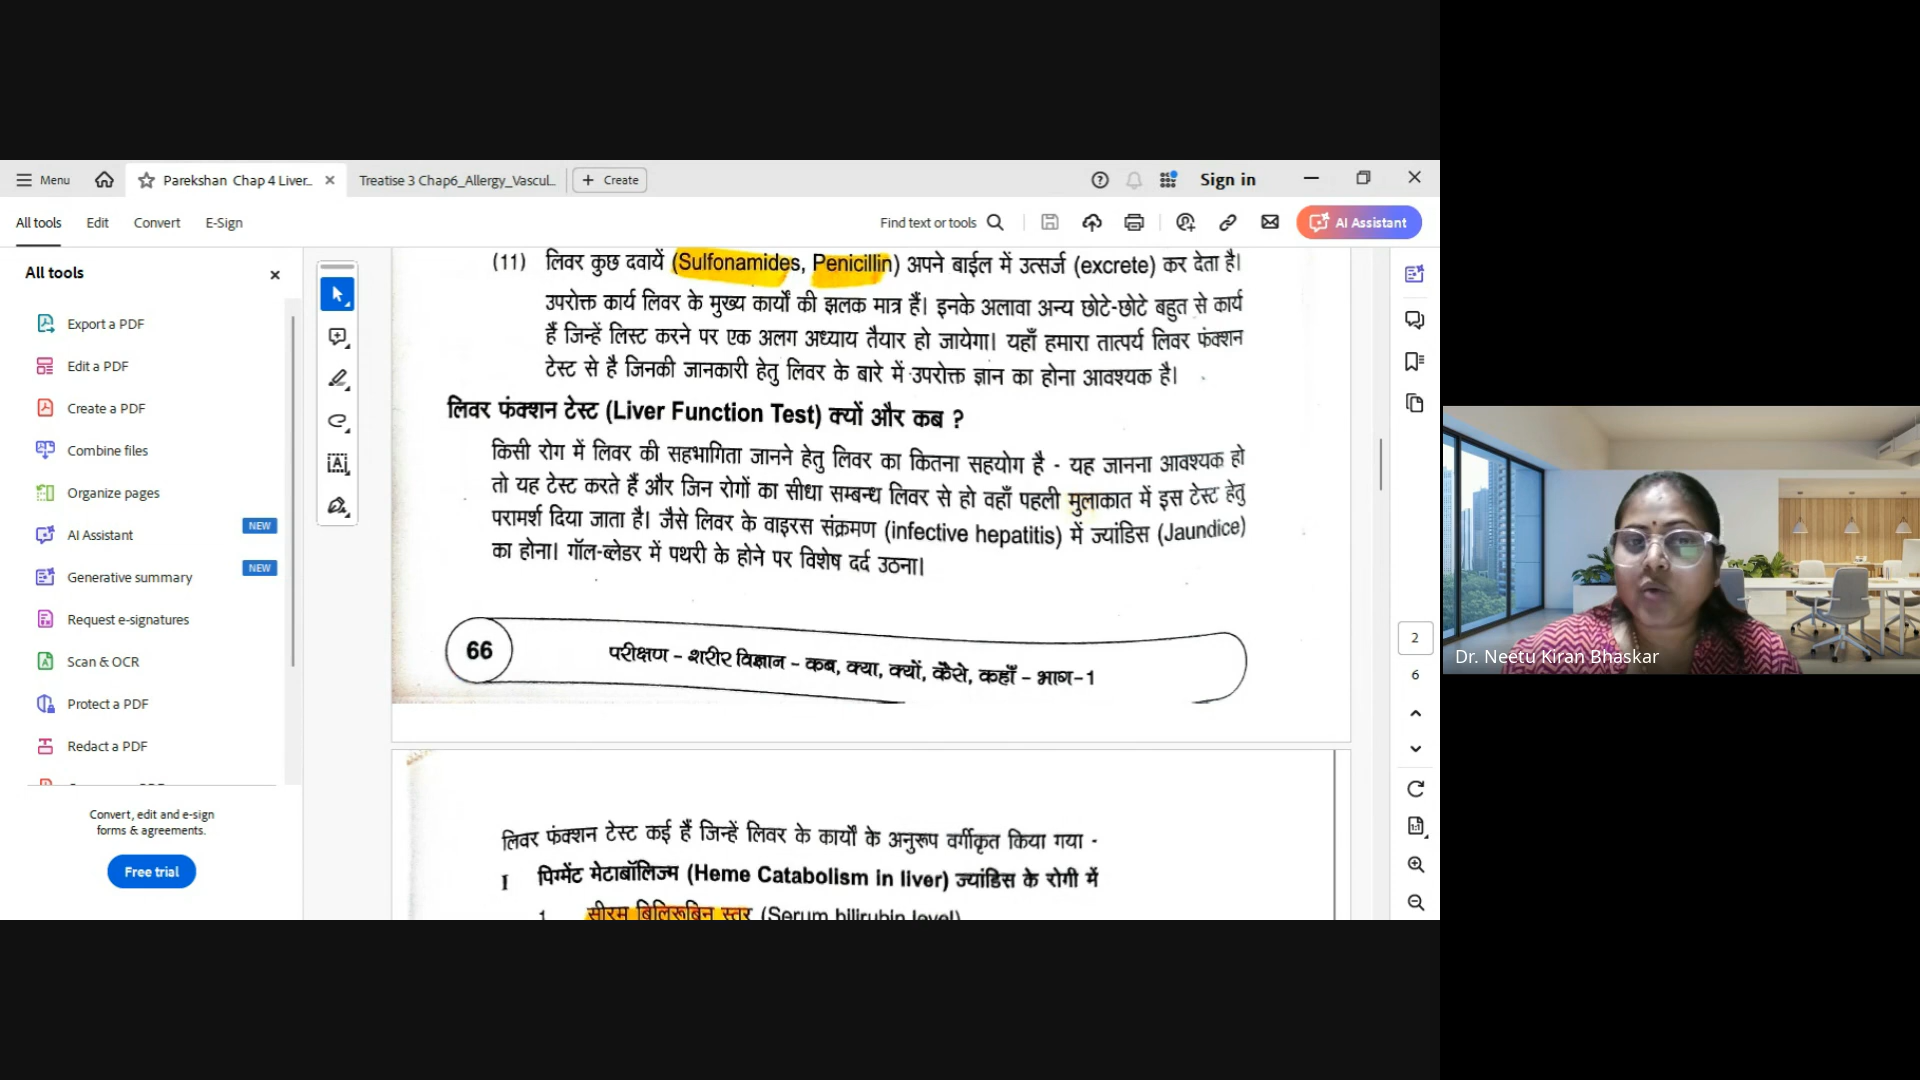 Menu
Parekshan Chap 4 Liver...
Treatise 3 Chap6_Allergy_Vascul...
Create
Sign in
All tools
Edit
Convert
E-Sign
Find text or tools
AI Assistant
All tools
Export a PDF
Edit a PDF
Create a PDF
Combine files
Organize pages
AI Assistant NEW
Generative summary NEW
Request e-signatures
Scan & OCR
Protect a PDF
Redact a PDF
Convert, edit and e-sign
forms & agreements.
Free trial
(11) लिवर कुछ दवायें (Sulfonamides, Penicillin) अपने बाईल में उत्सर्ज (excrete) कर देता है।
उपरोक्त कार्य लिवर के मुख्य कार्यों की झलक मात्र हैं। इनके अलावा अन्य छोटे-छोटे बहुत से कार्य
हैं जिन्हें लिस्ट करने पर एक अलग अध्याय तैयार हो जायेगा। यहाँ हमारा तात्पर्य लिवर फंक्शन
टेस्ट से है जिनकी जानकारी हेतु लिवर के बारे में उपरोक्त ज्ञान का होना आवश्यक है।
लिवर फंक्शन टेस्ट (Liver Function Test) क्यों और कब ?
किसी रोग में लिवर की सहभागिता जानने हेतु लिवर का कितना सहयोग है - यह जानना आवश्यक हो
तो यह टेस्ट करते हैं और जिन रोगों का सीधा सम्बन्ध लिवर से हो वहाँ पहली मुलाकात में इस टेस्ट हेतु
परामर्श दिया जाता है। जैसे लिवर के वाइरस संक्रमण (infective hepatitis) में ज्यांडिस (Jaundice)
का होना। गॉल-ब्लेडर में पथरी के होने पर विशेष दर्द उठना।
66
परीक्षण - शरीर विज्ञान - कब, क्या, क्यों, कैसे, कहाँ - भाग-1
लिवर फंक्शन टेस्ट कई हैं जिन्हें लिवर के कार्यों के अनुरूप वर्गीकृत किया गया -
I पिग्मेंट मेटाबॉलिज्म (Heme Catabolism in liver) ज्यांडिस के रोगी में
1. सीरम बिलिरूबिन स्तर (Serum bilirubin level)
2
6
Dr. Neetu Kiran Bhaskar